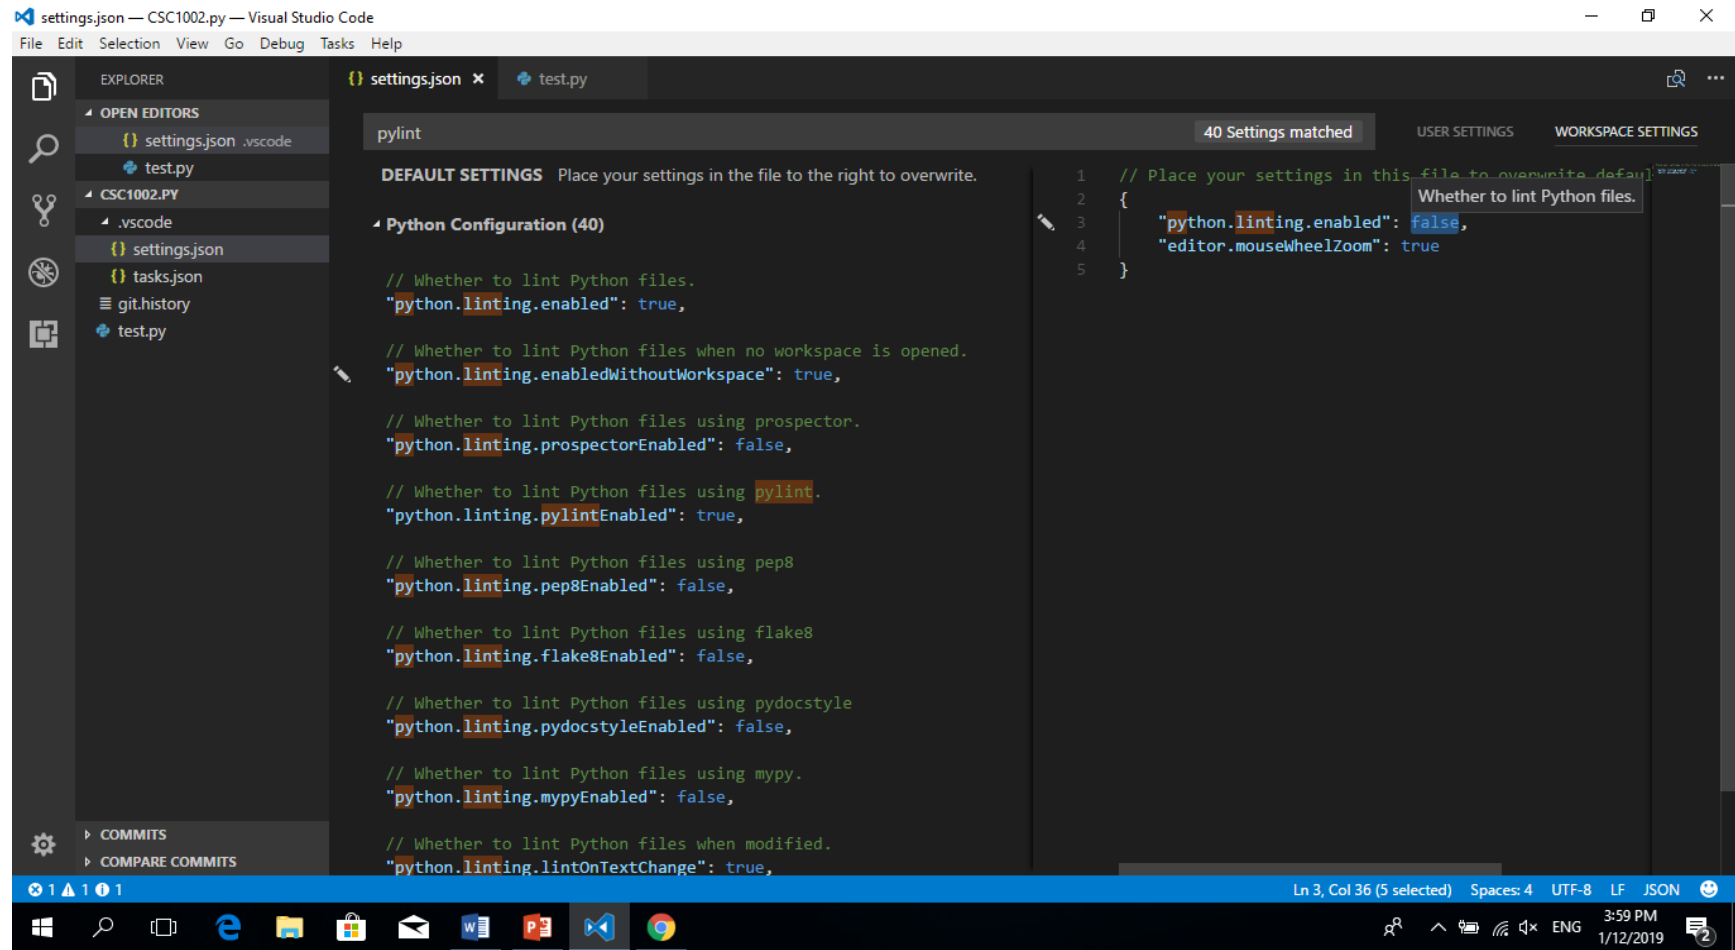 settings.json — CSC1002.py — Visual Studio Code
File Edit Selection View Go Debug Tasks Help
EXPLORER
OPEN EDITORS
{} settings.json .vscode
test.py
CSC1002.PY
.vscode
{} settings.json
{} tasks.json
git.history
test.py
COMMITS
COMPARE COMMITS
{} settings.json
test.py
pylint
40 Settings matched
USER SETTINGS
WORKSPACE SETTINGS
DEFAULT SETTINGS Place your settings in the file to the right to overwrite.
Python Configuration (40)
// Whether to lint Python files.
"python.linting.enabled": true,
// Whether to lint Python files when no workspace is opened.
"python.linting.enabledWithoutWorkspace": true,
// Whether to lint Python files using prospector.
"python.linting.prospectorEnabled": false,
// Whether to lint Python files using pylint.
"python.linting.pylintEnabled": true,
// Whether to lint Python files using pep8
"python.linting.pep8Enabled": false,
// Whether to lint Python files using flake8
"python.linting.flake8Enabled": false,
// Whether to lint Python files using pydocstyle
"python.linting.pydocstyleEnabled": false,
// Whether to lint Python files using mypy.
"python.linting.mypyEnabled": false,
// Whether to lint Python files when modified.
"python.linting.lintOnTextChange": true,
1 // Place your settings in this file to overwrite defaul
Whether to lint Python files.
2 {
3 "python.linting.enabled": false,
4 "editor.mouseWheelZoom": true
5 }
1 1 1
Ln 3, Col 36 (5 selected) Spaces: 4 UTF-8 LF JSON
ENG
3:59 PM
1/12/2019
2